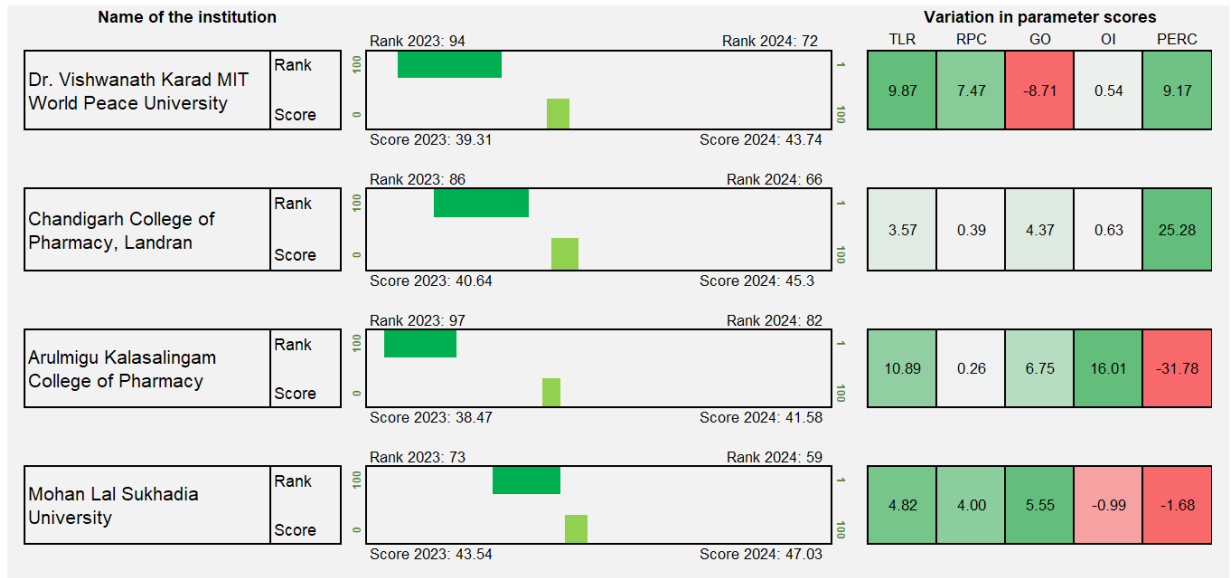 Name of the institution
Variation in parameter scores
TLR RPC GO OI PERC
Rank 2023: 94 Rank 2024: 72
Dr. Vishwanath Karad MIT
World Peace University
Rank
Score
100 1
0 100
9.87 7.47 -8.71 0.54 9.17
Score 2023: 39.31 Score 2024: 43.74
Rank 2023: 86 Rank 2024: 66
Chandigarh College of
Pharmacy, Landran
Rank
Score
100 1
0 100
3.57 0.39 4.37 0.63 25.28
Score 2023: 40.64 Score 2024: 45.3
Rank 2023: 97 Rank 2024: 82
Arulmigu Kalasalingam
College of Pharmacy
Rank
Score
100 1
0 100
10.89 0.26 6.75 16.01 -31.78
Score 2023: 38.47 Score 2024: 41.58
Rank 2023: 73 Rank 2024: 59
Mohan Lal Sukhadia
University
Rank
Score
100 1
0 100
4.82 4.00 5.55 -0.99 -1.68
Score 2023: 43.54 Score 2024: 47.03